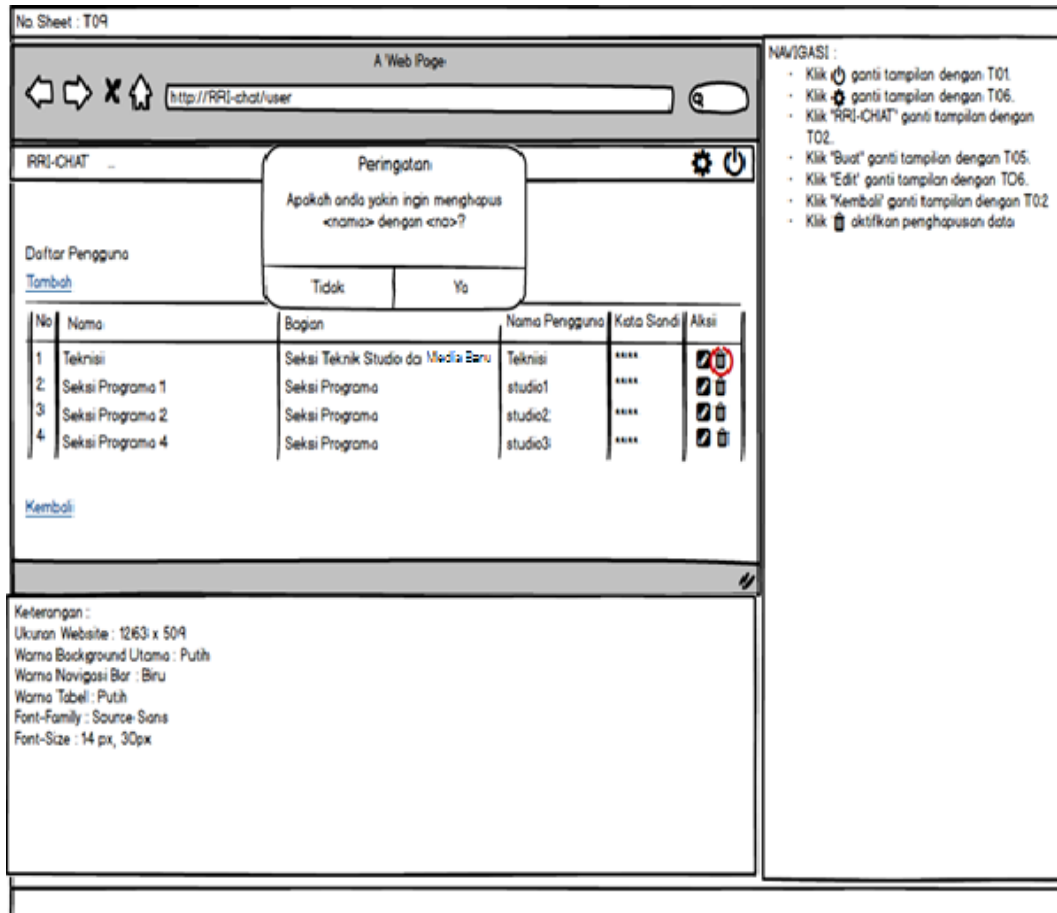 No. Sheet : T09
A Web Page
http://RRI-chat/user
RRI-CHAT ...
Peringatan
Apakah anda yakin ingin menghapus
<nama> dengan <no>?
Tidak Ya
Daftar Pengguna
Tambah
No Nama Bagian Nama Pengguna Kata Sandi Aksi
1 Teknisi Seksi Teknik Studio da Media Baru Teknisi *****
2 Seksi Programa 1 Seksi Programa studio1 *****
3 Seksi Programa 2 Seksi Programa studio2 *****
4 Seksi Programa 4 Seksi Programa studio3 *****
Kembali
NAVIGASI :
· Klik ganti tampilan dengan T01.
· Klik ganti tampilan dengan T06.
· Klik "RRI-CHAT" ganti tampilan dengan
T02.
· Klik "Buat" ganti tampilan dengan T05.
· Klik "Edit" ganti tampilan dengan TO6.
· Klik "Kembali" ganti tampilan dengan T02
· Klik aktifkan penghapusan data
Keterangan :
Ukuran Website : 1263 x 509
Warna Background Utama : Putih
Warna Navigasi Bar : Biru
Warna Tabel : Putih
Font-Family : Source Sans
Font-Size : 14 px, 30px